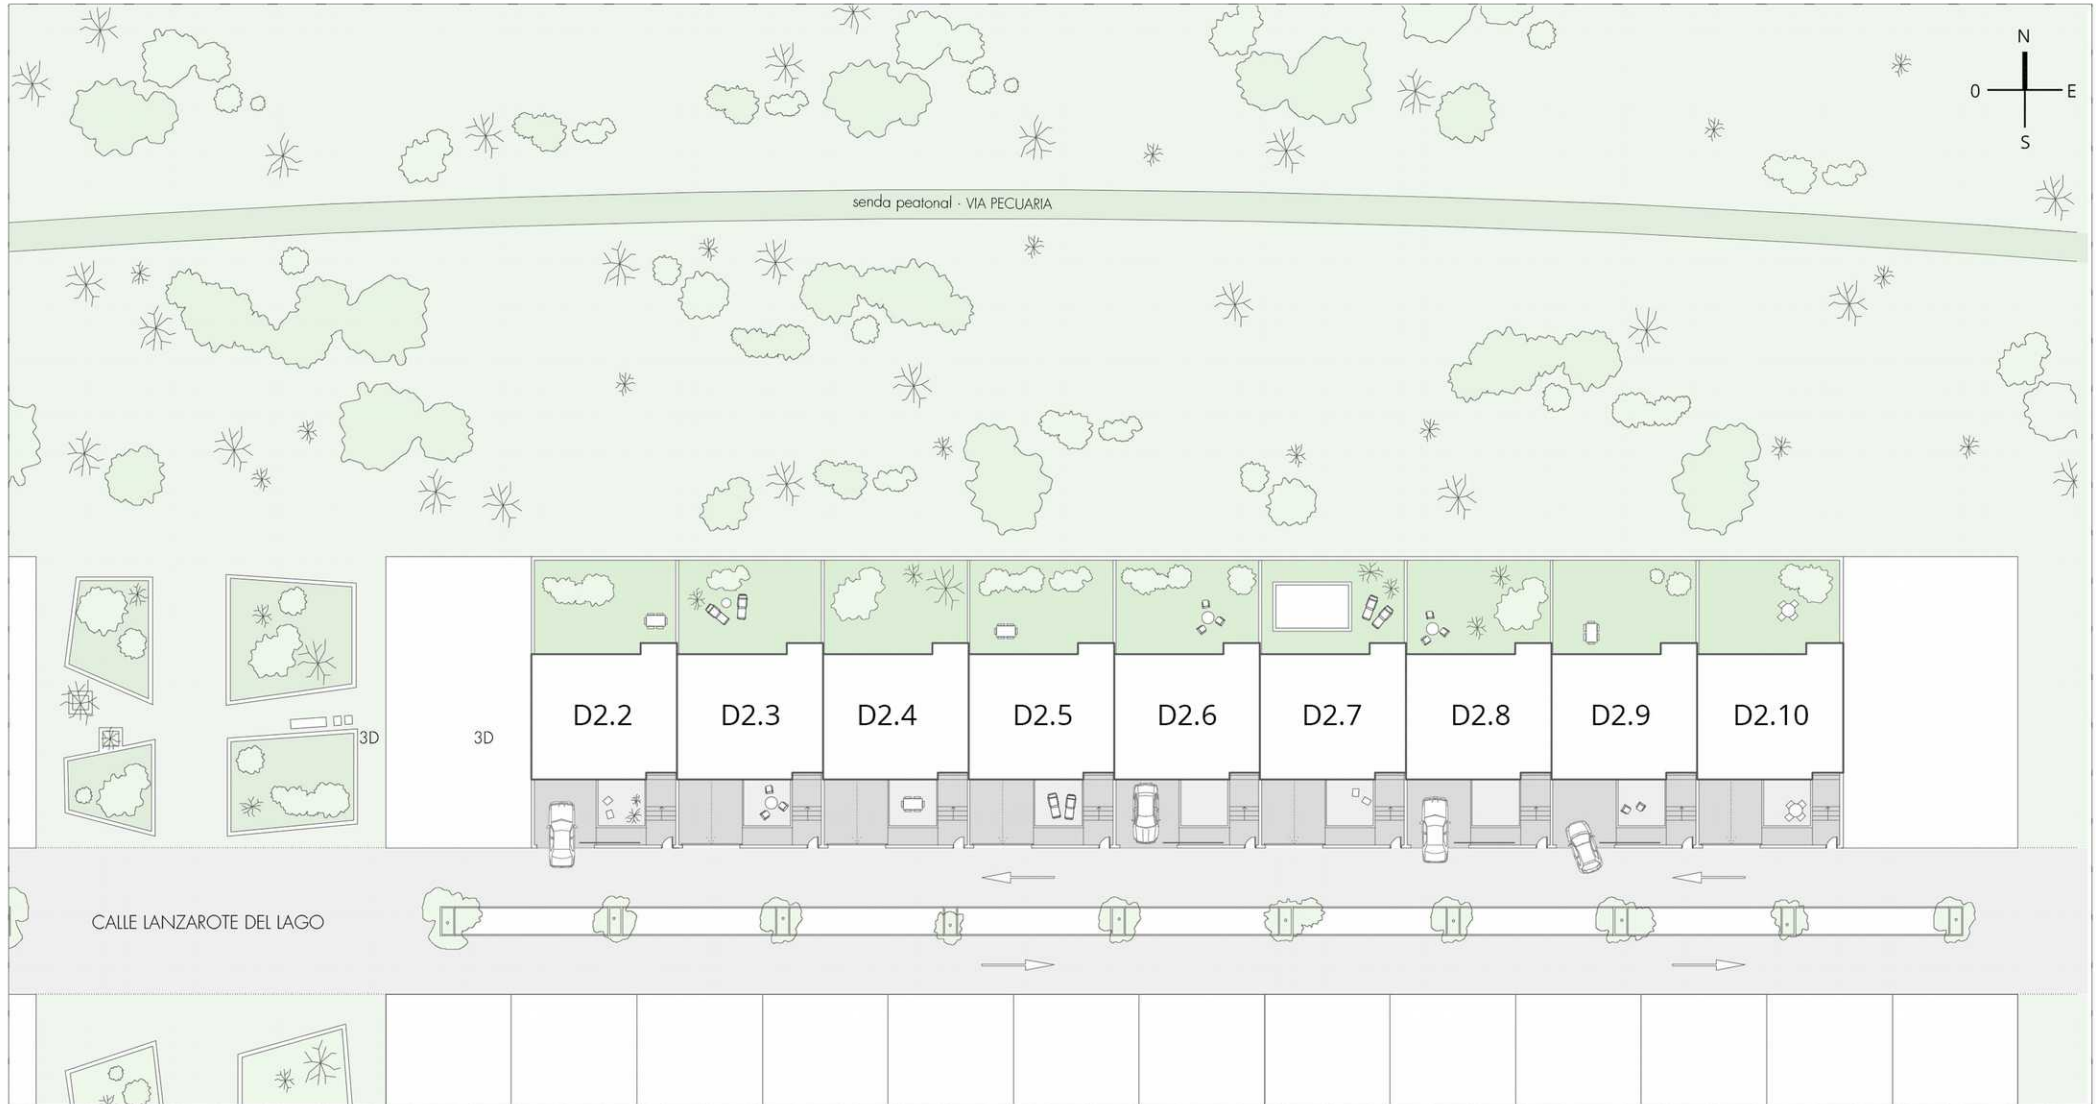 N
0 E
S
senda peatonal · VIA PECUARIA
D2.2 D2.3 D2.4 D2.5 D2.6 D2.7 D2.8 D2.9 D2.10
3D 3D
CALLE LANZAROTE DEL LAGO